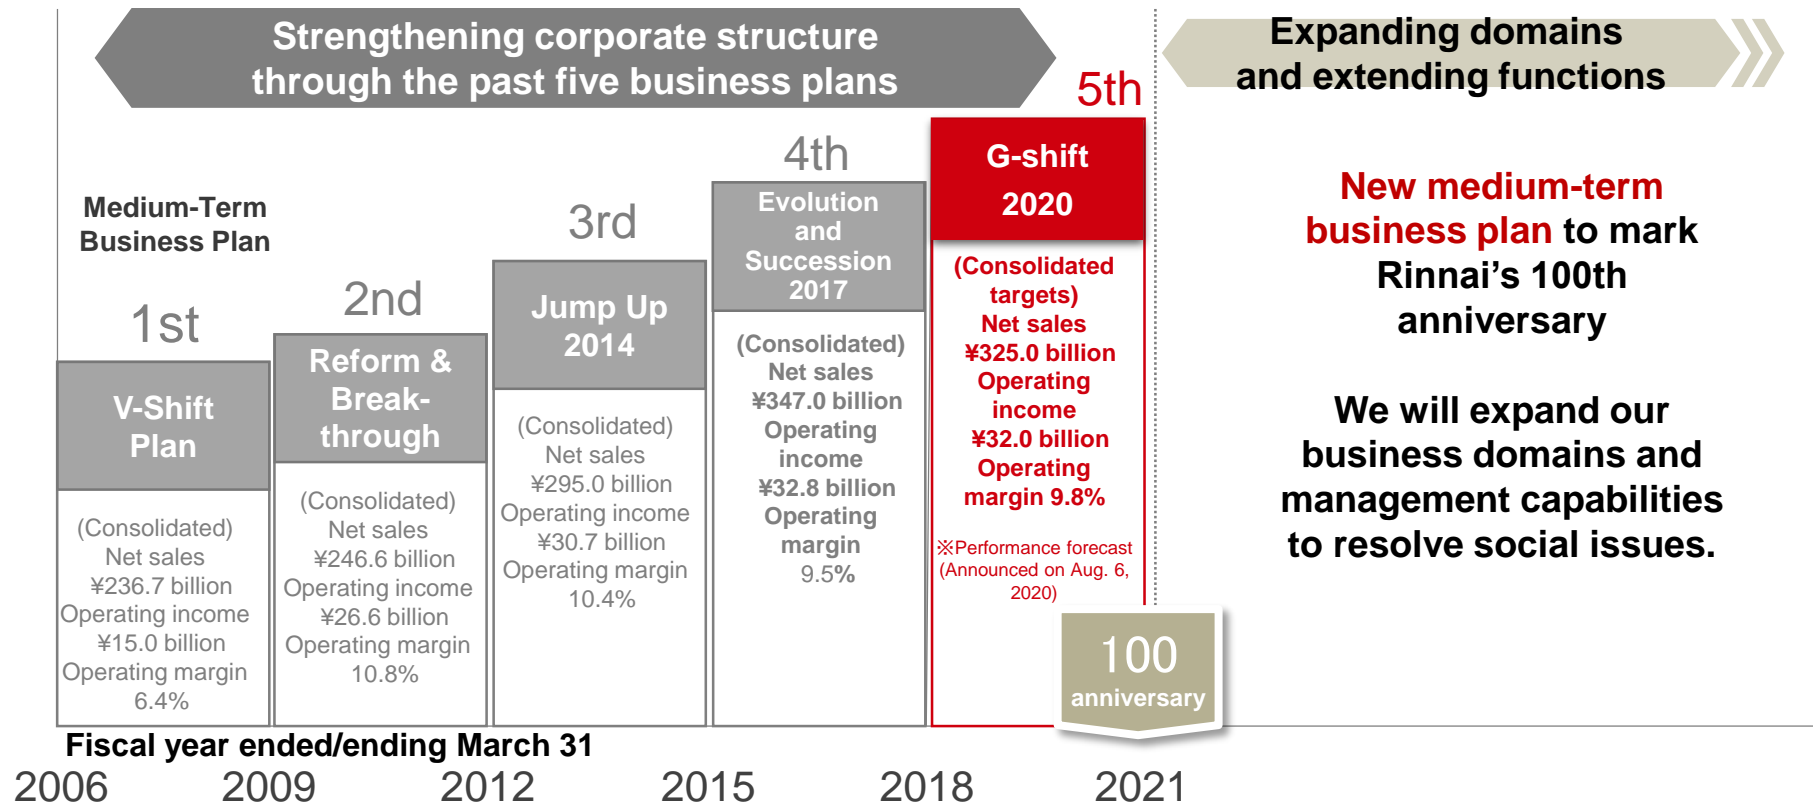 Strengthening corporate structure
through the past five business plans
Expanding domains
and extending functions
Medium-Term
Business Plan
1st
V-Shift
Plan
(Consolidated)
Net sales
¥236.7 billion
Operating income
¥15.0 billion
Operating margin
6.4%
2nd
Reform &
Break-
through
(Consolidated)
Net sales
¥246.6 billion
Operating income
¥26.6 billion
Operating margin
10.8%
3rd
Jump Up
2014
(Consolidated)
Net sales
¥295.0 billion
Operating income
¥30.7 billion
Operating margin
10.4%
4th
Evolution
and
Succession
2017
(Consolidated)
Net sales
¥347.0 billion
Operating
income
¥32.8 billion
Operating
margin
9.5%
5th
G-shift
2020
(Consolidated
targets)
Net sales
¥325.0 billion
Operating
income
¥32.0 billion
Operating
margin 9.8%
※Performance forecast
(Announced on Aug. 6,
2020)
100
anniversary
New medium-term
business plan to mark
Rinnai’s 100th
anniversary
We will expand our
business domains and
management capabilities
to resolve social issues.
Fiscal year ended/ending March 31
2006 2009 2012 2015 2018 2021